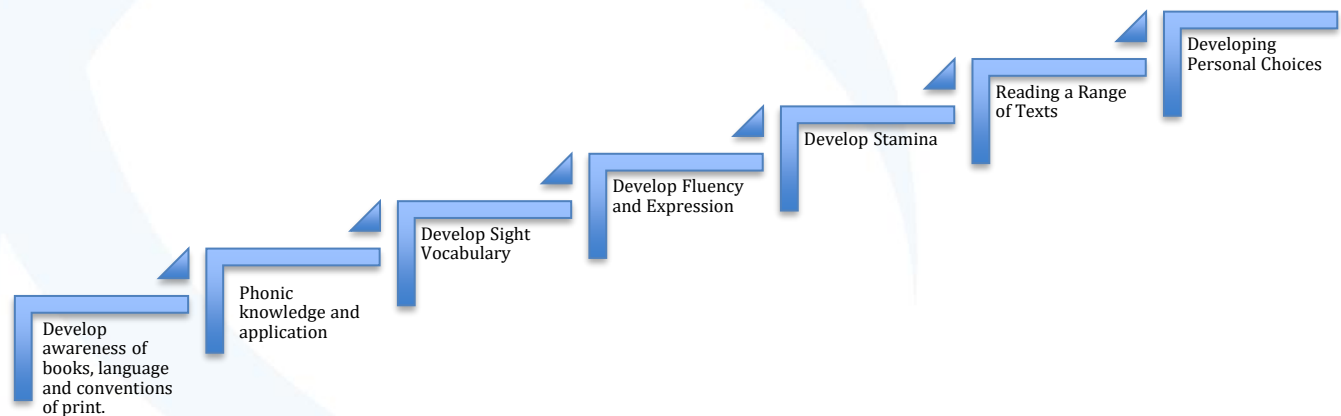 Develop
awareness of
books, language
and conventions
of print.
Phonic
knowledge and
application
Develop Sight
Vocabulary
Develop Fluency
and Expression
Develop Stamina
Reading a Range
of Texts
Developing
Personal Choices